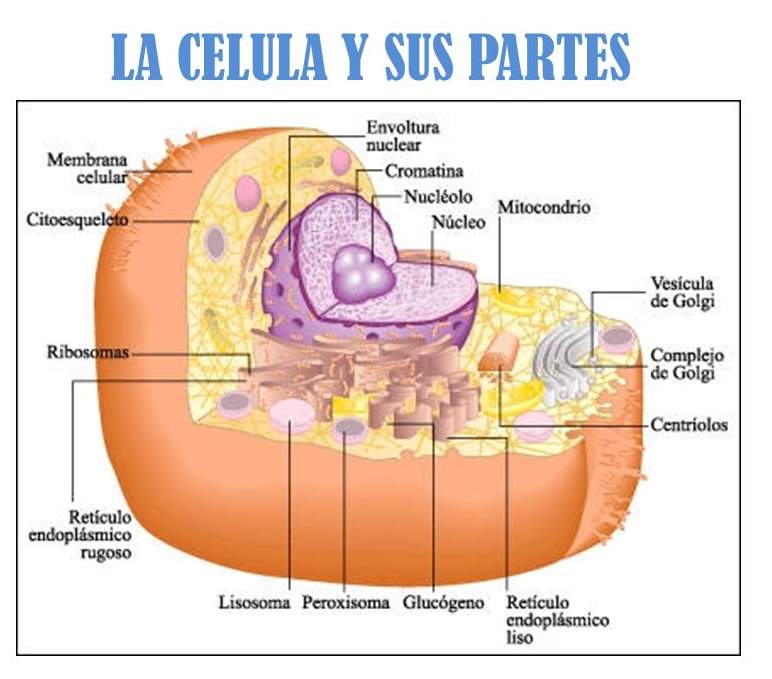 LA CELULA Y SUS PARTES
Envoltura
nuclear
Membrana
celular
Cromatina
Nucléolo
Citoesqueleto
Núcleo
Mitocondrio
Vesícula
de Golgi
Ribosomas
Complejo
de Golgi
Centríolos
Retículo
endoplásmico
rugoso
Lisosoma
Peroxisoma
Glucógeno
Retículo
endoplásmico
liso